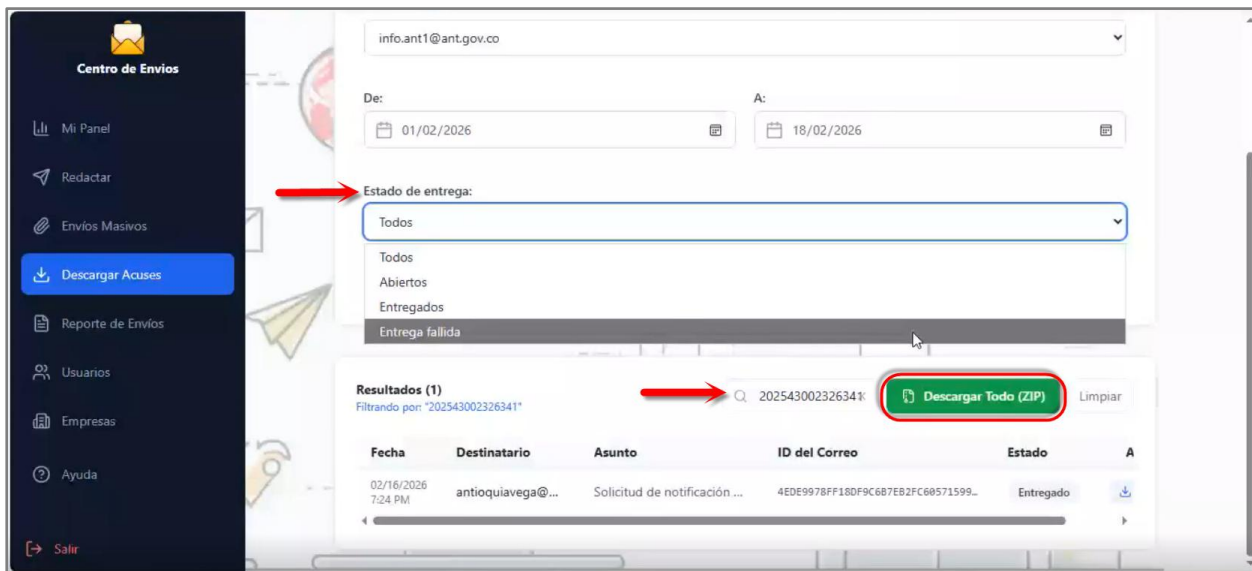 Centro de Envios
Mi Panel
Redactar
Envíos Masivos
Descargar Acuses
Reporte de Envíos
Usuarios
Empresas
Ayuda
Salir
info.ant1@ant.gov.co
De: A:
01/02/2026 18/02/2026
Estado de entrega:
Todos
Todos
Abiertos
Entregados
Entrega fallida
Resultados (1)
Filtrando por: "202543002326341"
202543002326341 Descargar Todo (ZIP) Limpiar
Fecha Destinatario Asunto ID del Correo Estado A
02/16/2026
7:24 PM
antioquiavega@... Solicitud de notificación ... 4EDE9978FF18DF9C6B7EB2FC60571599… Entregado